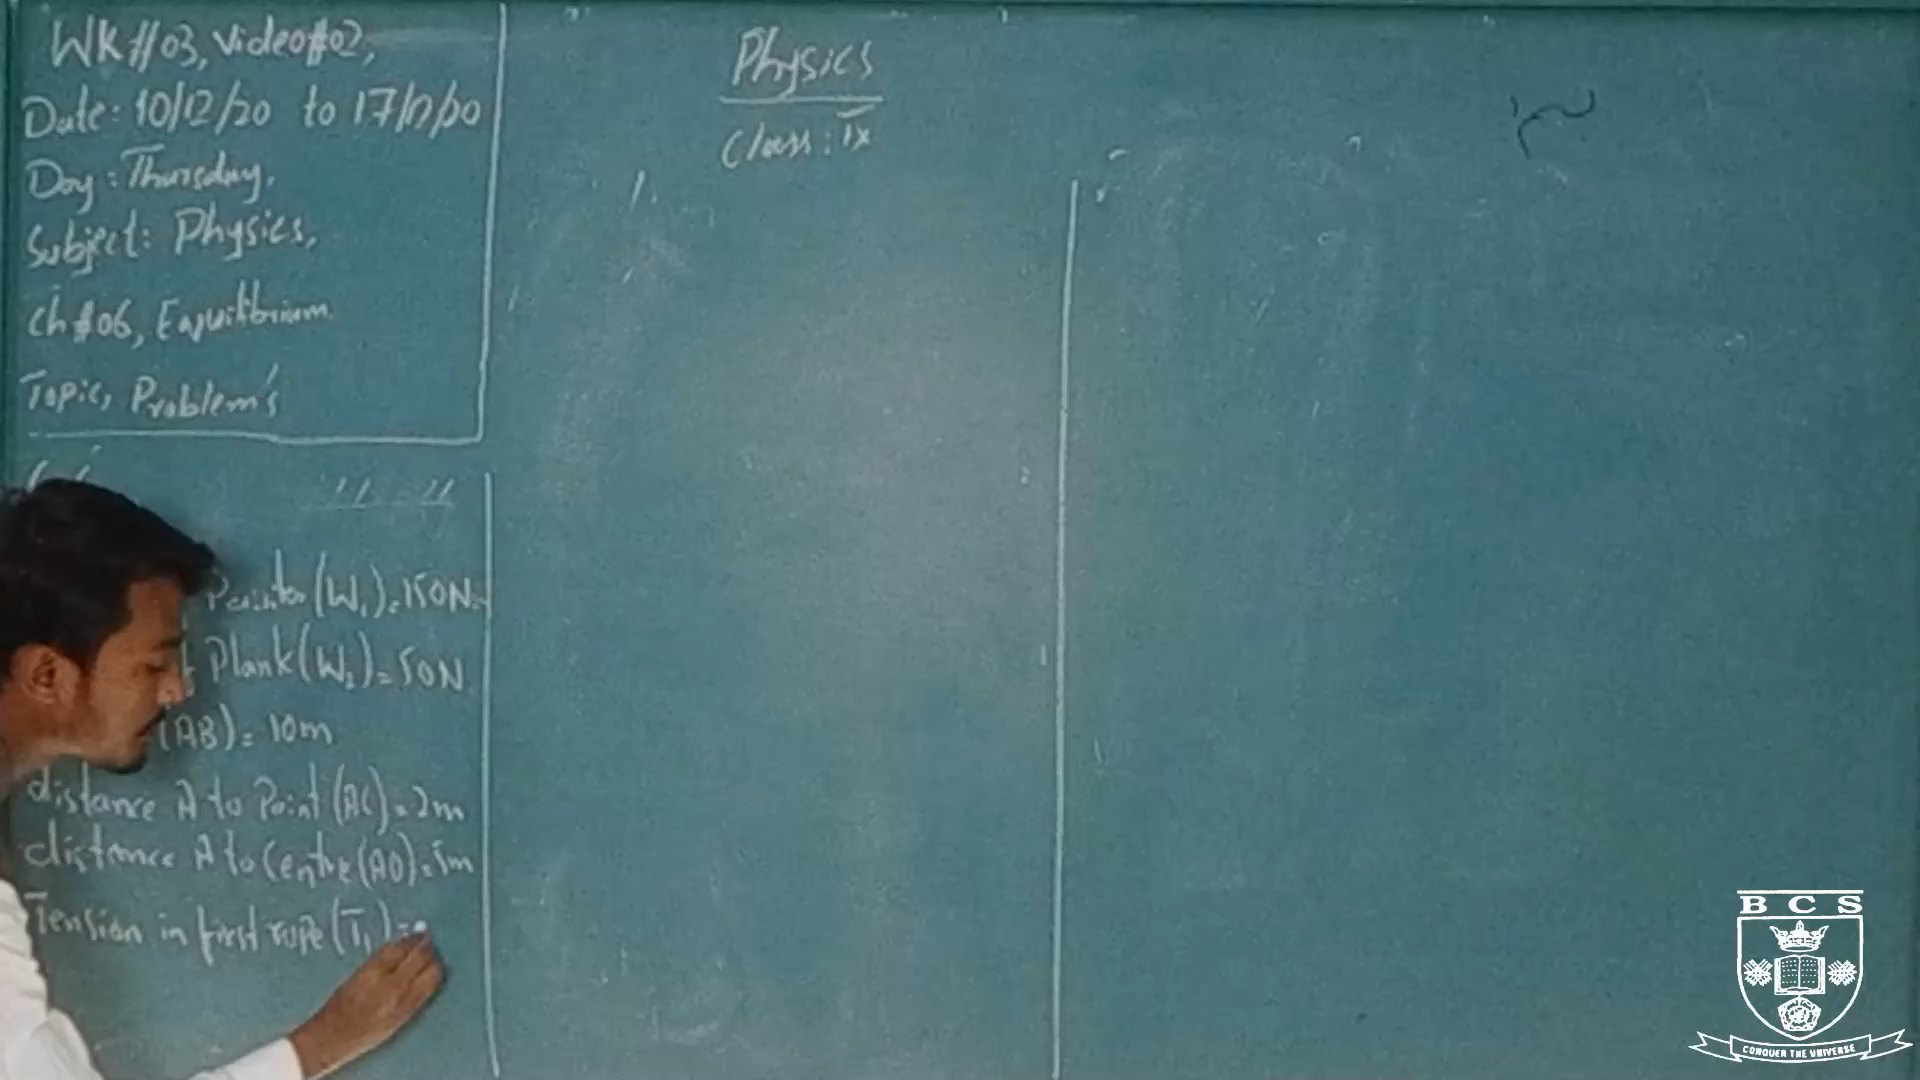 WK#03, Video#02,
Date: 10/12/20 to 17/12/20
Day: Thursday,
Subject: Physics,
Ch#06, Equilibrium.
Topic, Problem's
Physics
Class: IX
Painter (W₁) = 150N
Plank (W₂) = 50N
(AB) = 10m
distance A to Point (AC) = 2m
distance A to Centre (AO) = 5m
Tension in first rope (T₁) =
B C S
CONQUER THE UNIVERSE